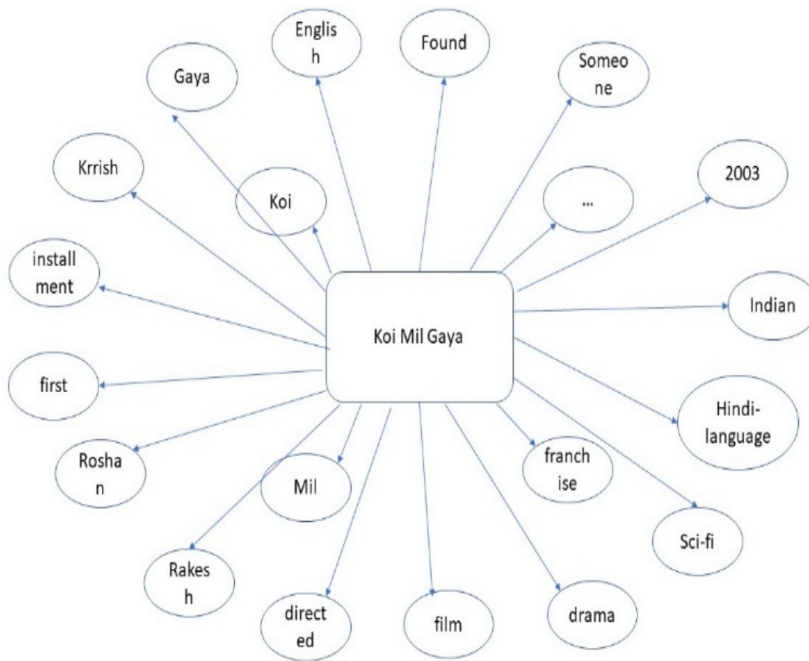 Englis
h
Found
Someo
ne
Gaya
Krrish
Koi
...
2003
install
ment
Indian
Koi Mil Gaya
first
Hindi-
language
Rosha
n
Mil
franch
ise
Sci-fi
Rakes
h
direct
ed
film
drama